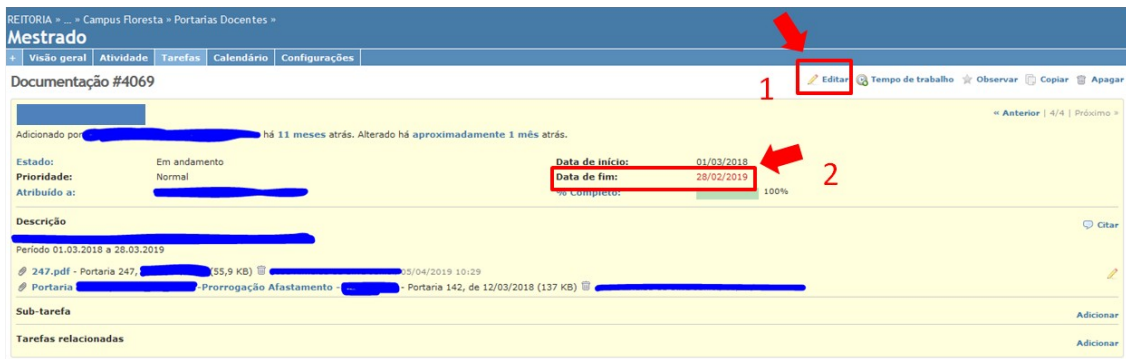 REITORIA » ... » Campus Floresta » Portarias Docentes »
Mestrado
+ Visão geral Atividade Tarefas Calendário Configurações
Documentação #4069
1 Editar Tempo de trabalho Observar Copiar Apagar
« Anterior | 4/4 | Próximo »
Adicionado por há 11 meses atrás. Alterado há aproximadamente 1 mês atrás.
Estado: Em andamento Data de início: 01/03/2018
Prioridade: Normal Data de fim: 28/02/2019 2
Atribuído a: % Completo: 100%
Descrição Citar
Período 01.03.2018 a 28.03.2019
247.pdf - Portaria 247, (55,9 KB) 05/04/2019 10:29
Portaria -Prorrogação Afastamento - - Portaria 142, de 12/03/2018 (137 KB)
Sub-tarefa Adicionar
Tarefas relacionadas Adicionar